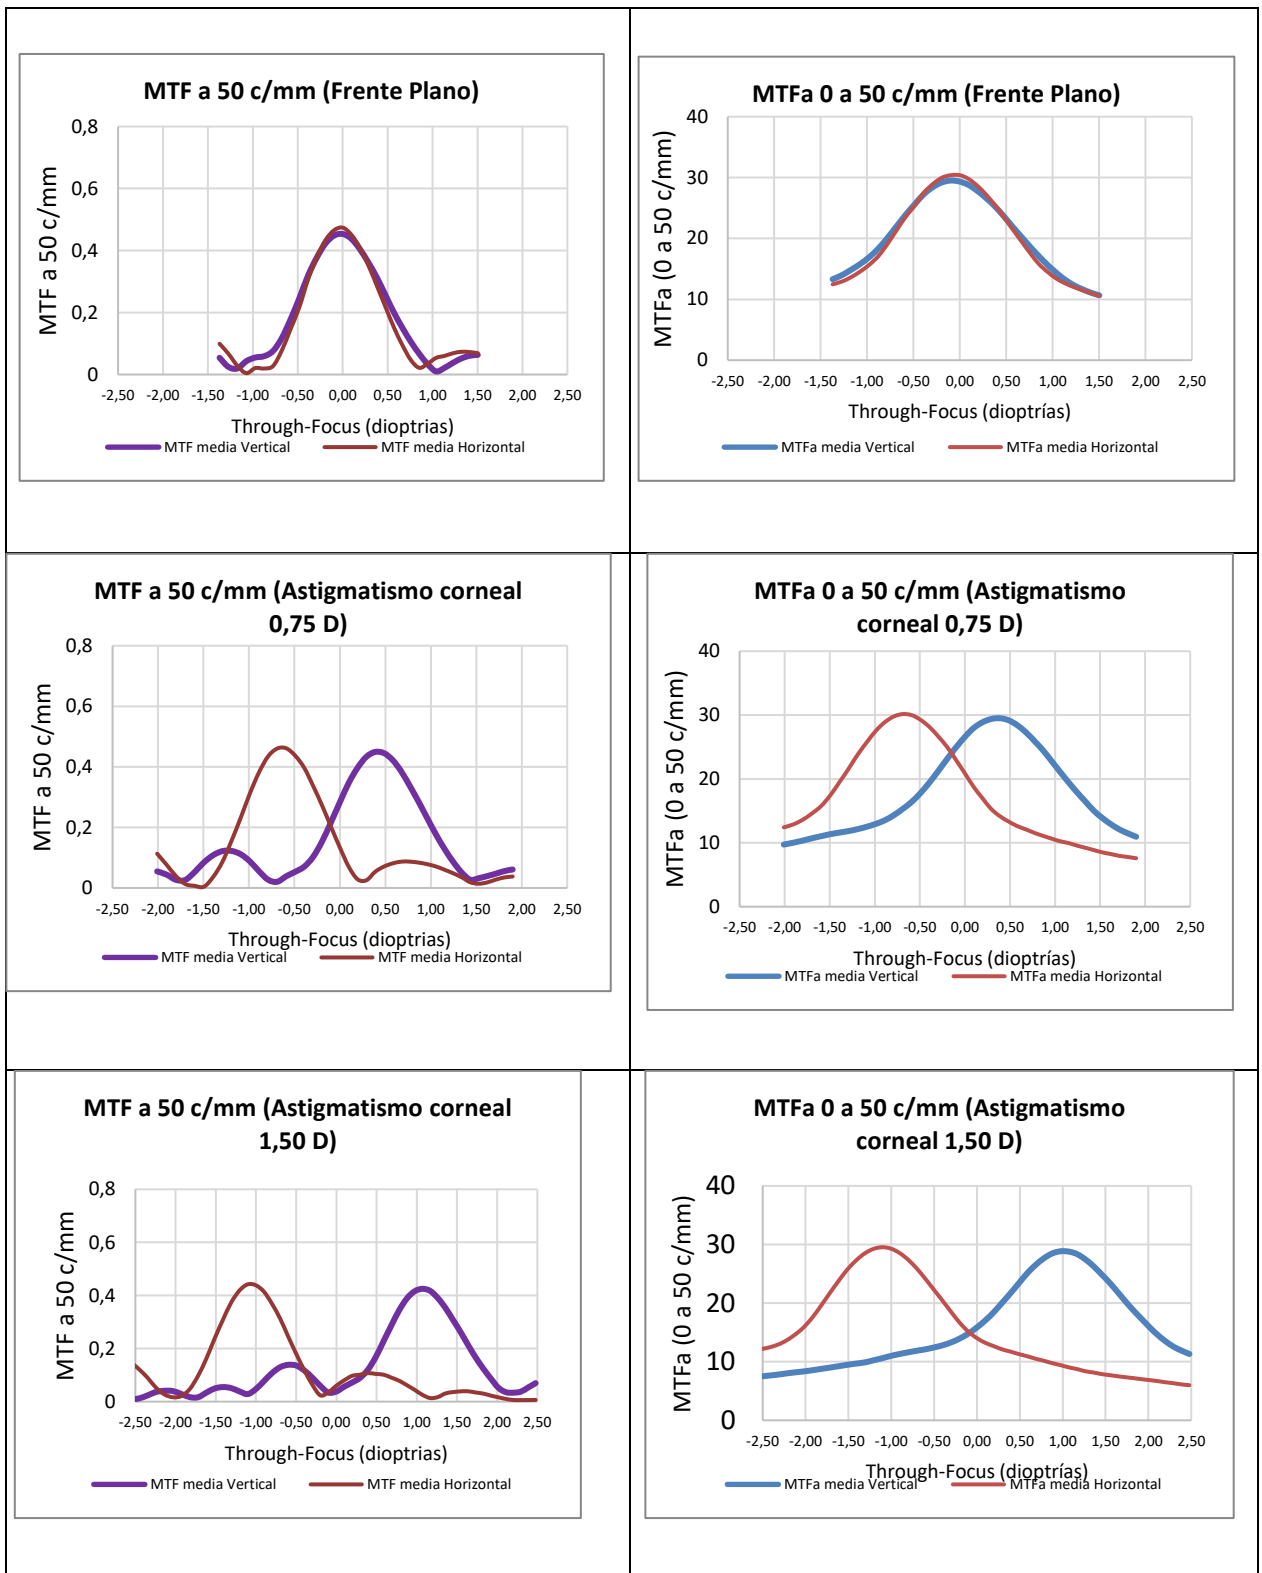 MTF a 50 c/mm (Frente Plano)
MTF a 50 c/mm
0,8
0,6
0,4
0,2
0
-2,50 -2,00 -1,50 -1,00 -0,50 0,00 0,50 1,00 1,50 2,00 2,50
Through-Focus (dioptrias)
MTF media Vertical MTF media Horizontal
MTFa 0 a 50 c/mm (Frente Plano)
MTFa (0 a 50 c/mm)
40
30
20
10
0
-2,50 -2,00 -1,50 -1,00 -0,50 0,00 0,50 1,00 1,50 2,00 2,50
Through-Focus (dioptrías)
MTFa media Vertical MTFa media Horizontal
MTF a 50 c/mm (Astigmatismo corneal
0,75 D)
MTF a 50 c/mm
0,8
0,6
0,4
0,2
0
-2,50 -2,00 -1,50 -1,00 -0,50 0,00 0,50 1,00 1,50 2,00 2,50
Through-Focus (dioptrias)
MTF media Vertical MTF media Horizontal
MTFa 0 a 50 c/mm (Astigmatismo
corneal 0,75 D)
MTFa (0 a 50 c/mm)
40
30
20
10
0
-2,50 -2,00 -1,50 -1,00 -0,50 0,00 0,50 1,00 1,50 2,00 2,50
Through-Focus (dioptrías)
MTFa media Vertical MTFa media Horizontal
MTF a 50 c/mm (Astigmatismo corneal
1,50 D)
MTF a 50 c/mm
0,8
0,6
0,4
0,2
0
-2,50 -2,00 -1,50 -1,00 -0,50 0,00 0,50 1,00 1,50 2,00 2,50
Through-Focus (dioptrias)
MTF media Vertical MTF media Horizontal
MTFa 0 a 50 c/mm (Astigmatismo
corneal 1,50 D)
MTFa (0 a 50 c/mm)
40
30
20
10
0
-2,50 -2,00 -1,50 -1,00 -0,50 0,00 0,50 1,00 1,50 2,00 2,50
Through-Focus (dioptrías)
MTFa media Vertical MTFa media Horizontal